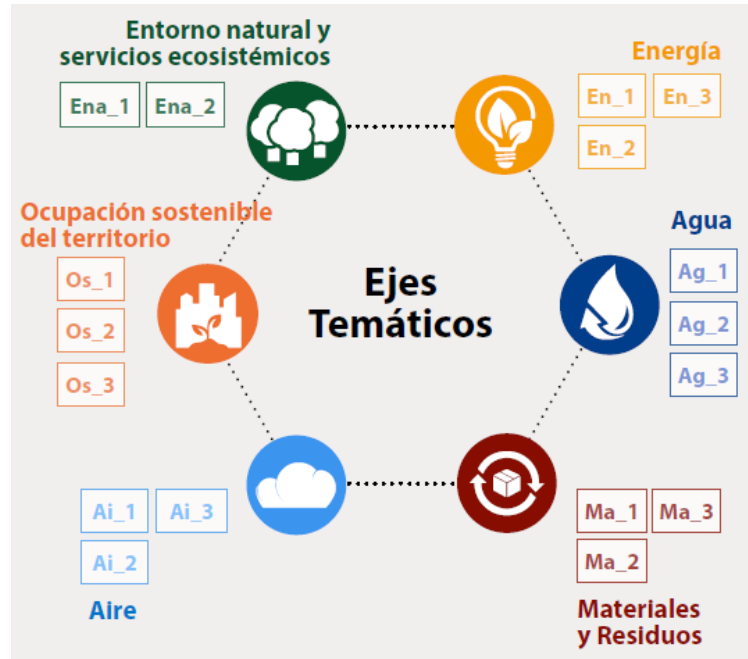 Entorno natural y
servicios ecosistémicos
Ena_1 Ena_2
Energía
En_1 En_3
En_2
Ocupación sostenible
del territorio
Os_1
Os_2
Os_3
Ejes
Temáticos
Agua
Ag_1
Ag_2
Ag_3
Ai_1 Ai_3
Ai_2
Aire
Ma_1 Ma_3
Ma_2
Materiales
y Residuos